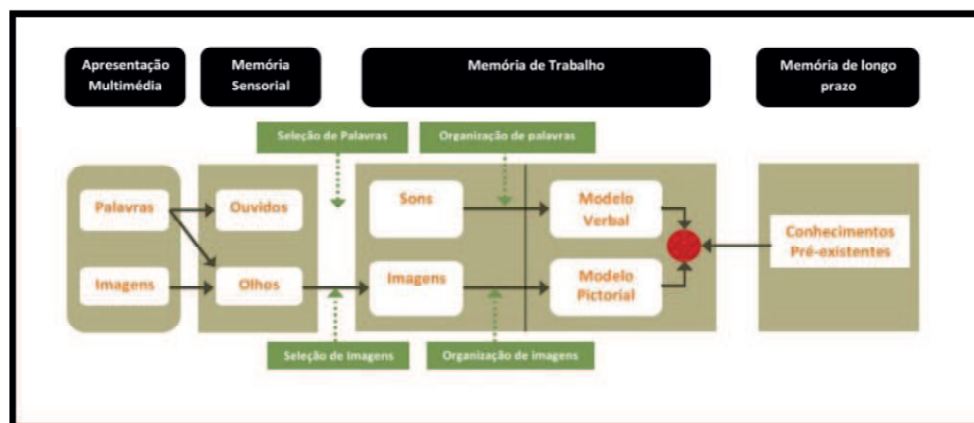 Apresentação
Multimédia
Memória
Sensorial
Memória de Trabalho
Memória de longo
prazo
Seleção de Palavras
Organização de palavras
Palavras
Ouvidos
Sons
Modelo
Verbal
Conhecimentos
Pré-existentes
Imagens
Olhos
Imagens
Modelo
Pictorial
Seleção de Imagens
Organização de imagens